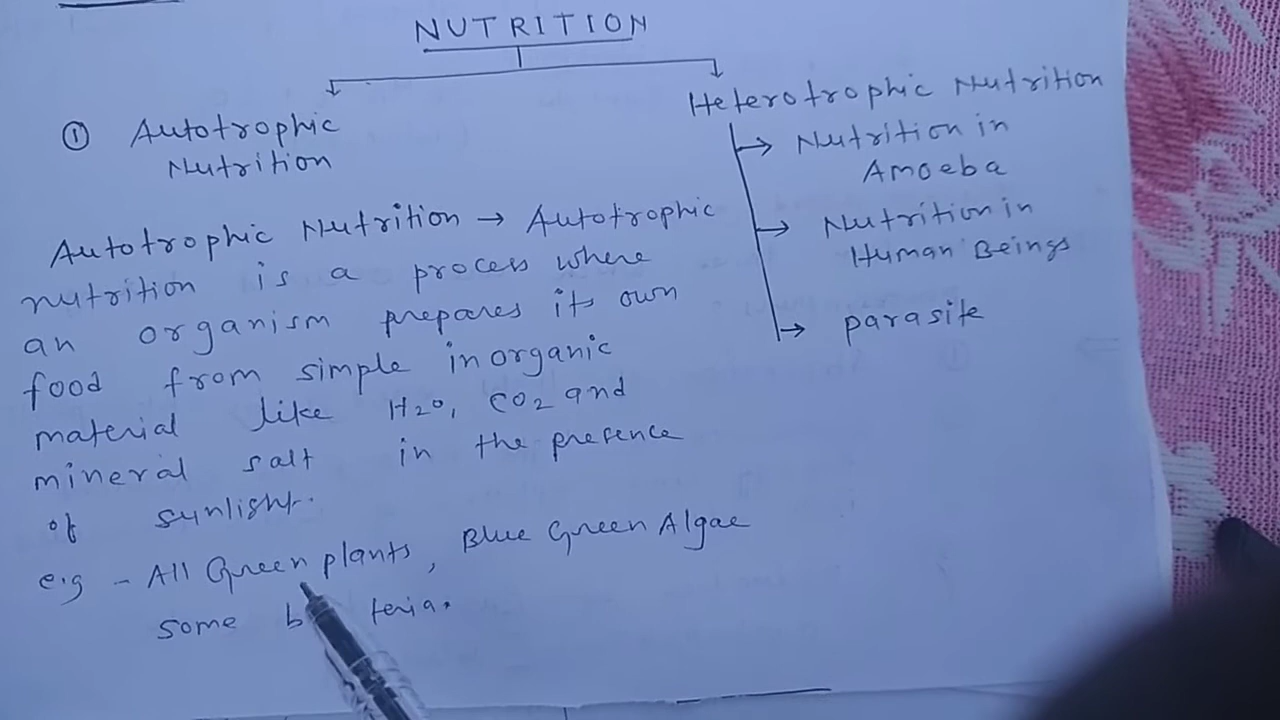 NUTRITION
① Autotrophic
Nutrition
Heterotrophic Nutrition
→ Nutrition in
Amoeba
→ Nutrition in
Human Beings
→ parasite
Autotrophic Nutrition → Autotrophic
nutrition is a process where
an organism prepares its own
food from simple inorganic
material like H2O, CO2 and
mineral salt in the presence
of sunlight.
e.g - All Green plants, Blue Green Algae
some